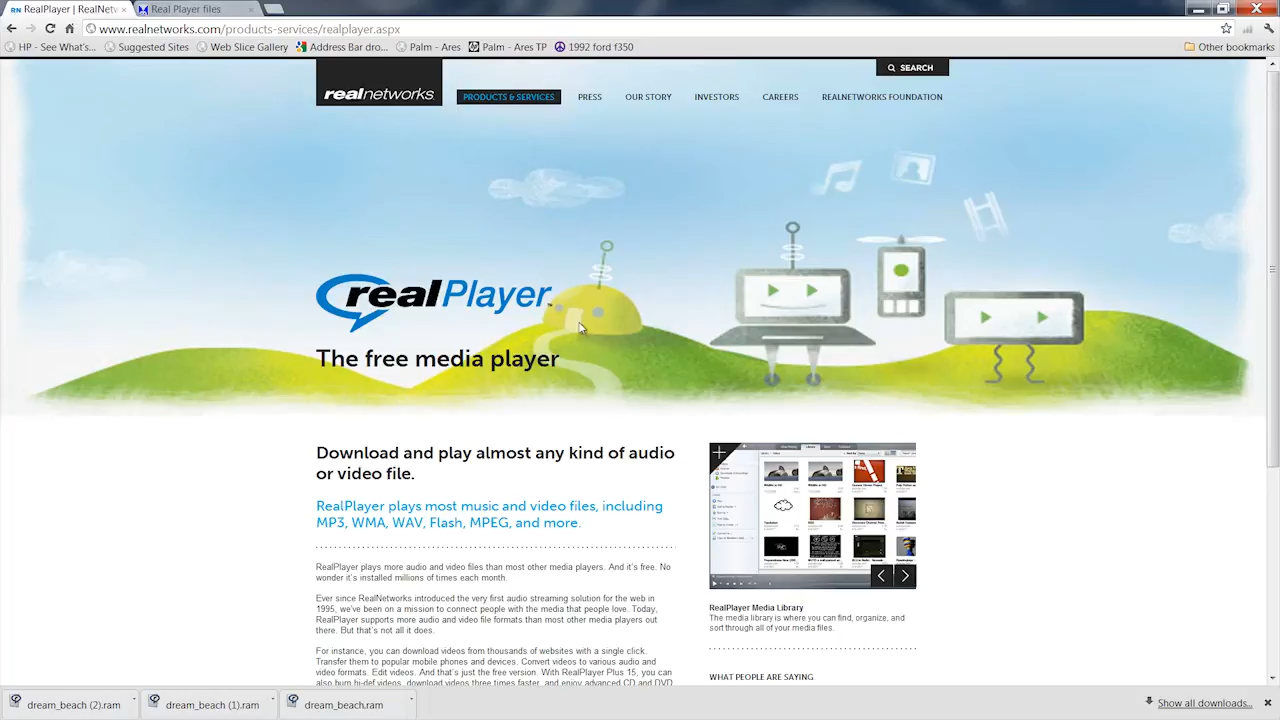 RealPlayer | RealNetw
Real Player files
www.realnetworks.com/products-services/realplayer.aspx
HP - See What's...
Suggested Sites
Web Slice Gallery
Address Bar dro...
Palm - Ares
Palm - Ares TP
1992 ford f350
Other bookmarks
SEARCH
realnetworks.
PRODUCTS & SERVICES
PRESS
OUR STORY
INVESTORS
CAREERS
REALNETWORKS FOUNDATION
realPlayer™
The free media player
Download and play almost any kind of audio
or video file.
RealPlayer plays most music and video files, including
MP3, WMA, WAV, Flash, MPEG, and more.
RealPlayer plays more audio and video files than most other media players do. No
wonder it's installed millions of times each month.
Ever since RealNetworks introduced the very first audio streaming solution for the web in
1995, we've been on a mission to connect people with the media that people love. Today,
RealPlayer supports more audio and video file formats than most other media players out
there. But that's not all it does.
For instance, you can download videos from thousands of websites with a single click.
Transfer them to popular mobile phones and devices. Convert videos to various audio and
video formats. Edit videos. And that's just the free version. With RealPlayer Plus 15, you can
also burn hi-def videos, download videos three times faster, and enjoy advanced CD and DVD
RealPlayer Media Library
The media library is where you can find, organize, and
sort through all of your media files.
WHAT PEOPLE ARE SAYING
dream_beach (2).ram
dream_beach (1).ram
dream_beach.ram
Show all downloads...